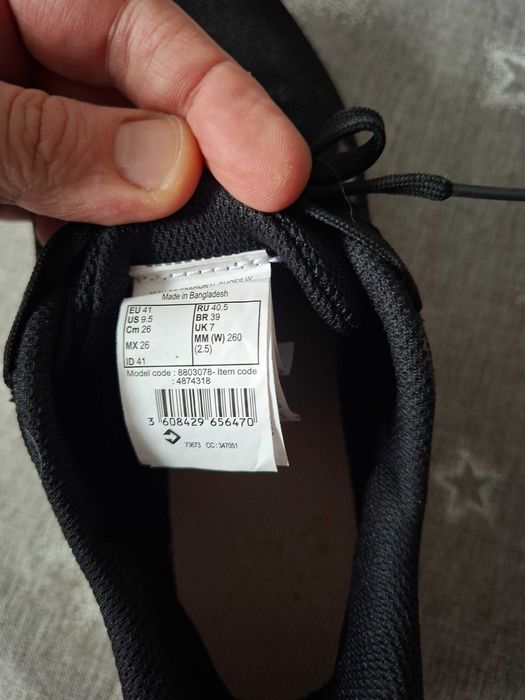 Made in Bangladesh
EU 41 RU 40.5
US 9.5 BR 39
Cm 26 UK 7
MX 26 MM (W) 260
(2.5)
ID 41
Model code : 8803078- Item code
: 4874318
3 608429 656470
73673 CC : 347051